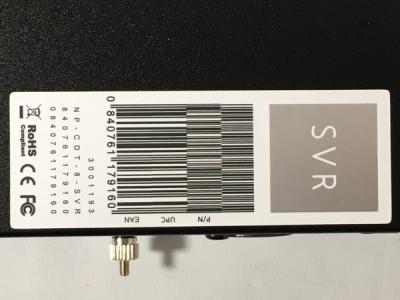 SVR
P/N
UPC
EAN
0 840761 179160
3001193
NP-CDT-8-SVR
840761179160
0840761179160
RoHS
Compliant
CE FC